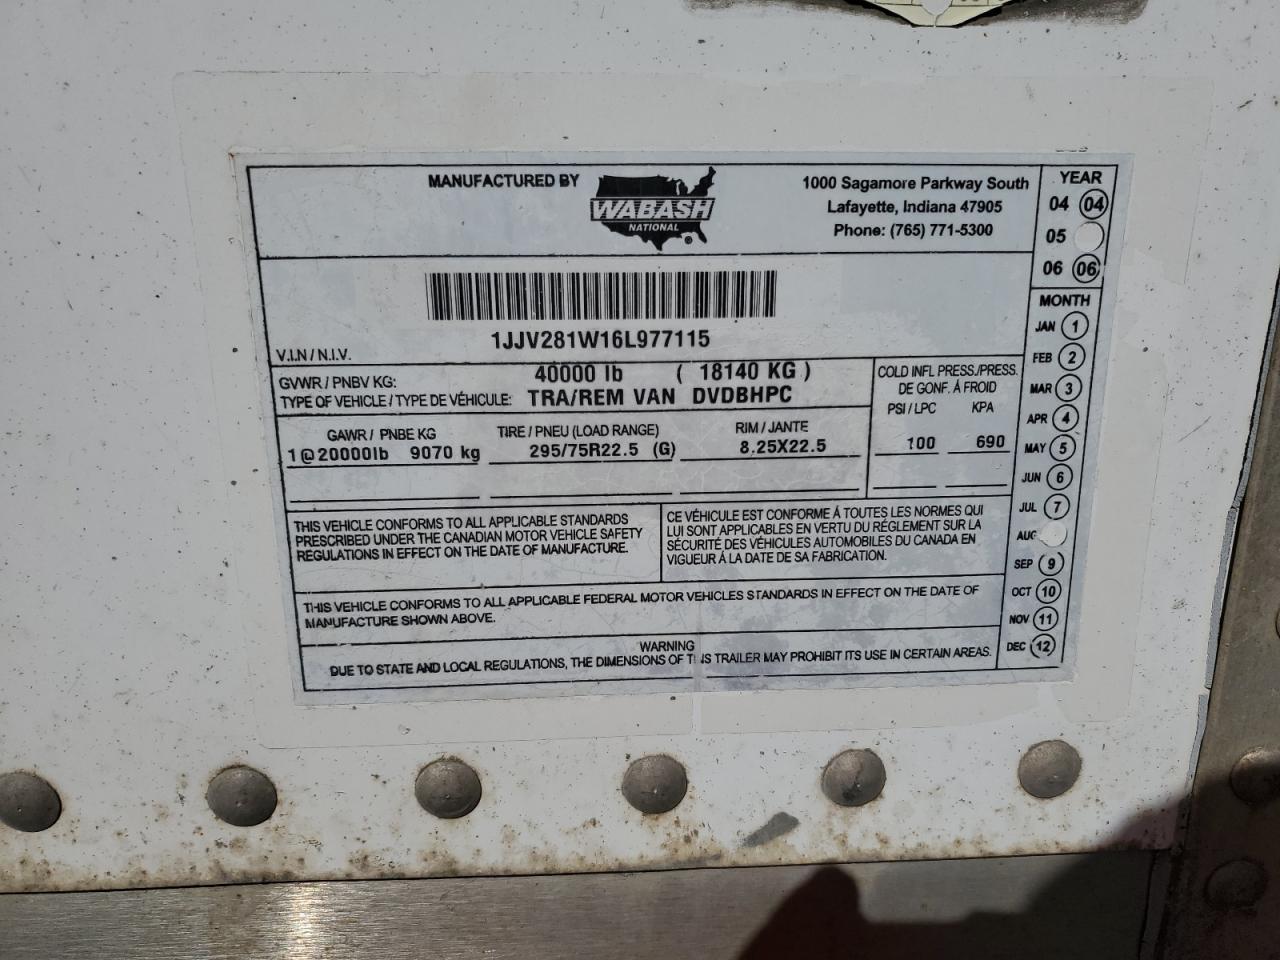 MANUFACTURED BY
WABASH
NATIONAL
®
1000 Sagamore Parkway South
Lafayette, Indiana 47905
Phone: (765) 771-5300
YEAR
04 04
05
06 06
1JJV281W16L977115
V.I.N / N.I.V.
GVWR / PNBV KG: 40000 lb ( 18140 KG )
TYPE OF VEHICLE / TYPE DE VÉHICULE: TRA/REM VAN DVDBHPC
GAWR / PNBE KG TIRE / PNEU (LOAD RANGE) RIM / JANTE
1@20000lb 9070 kg 295/75R22.5 (G) 8.25X22.5
COLD INFL PRESS./PRESS.
DE GONF. À FROID
PSI / LPC KPA
100 690
MONTH
JAN 1
FEB 2
MAR 3
APR 4
MAY 5
JUN 6
JUL 7
AUG
SEP 9
OCT 10
NOV 11
DEC 12
THIS VEHICLE CONFORMS TO ALL APPLICABLE STANDARDS
PRESCRIBED UNDER THE CANADIAN MOTOR VEHICLE SAFETY
REGULATIONS IN EFFECT ON THE DATE OF MANUFACTURE.
CE VÉHICULE EST CONFORME À TOUTES LES NORMES QUI
LUI SONT APPLICABLES EN VERTU DU RÉGLEMENT SUR LA
SÉCURITÉ DES VÉHICULES AUTOMOBILES DU CANADA EN
VIGUEUR À LA DATE DE SA FABRICATION.
THIS VEHICLE CONFORMS TO ALL APPLICABLE FEDERAL MOTOR VEHICLES STANDARDS IN EFFECT ON THE DATE OF
MANUFACTURE SHOWN ABOVE.
WARNING
DUE TO STATE AND LOCAL REGULATIONS, THE DIMENSIONS OF THIS TRAILER MAY PROHIBIT ITS USE IN CERTAIN AREAS.